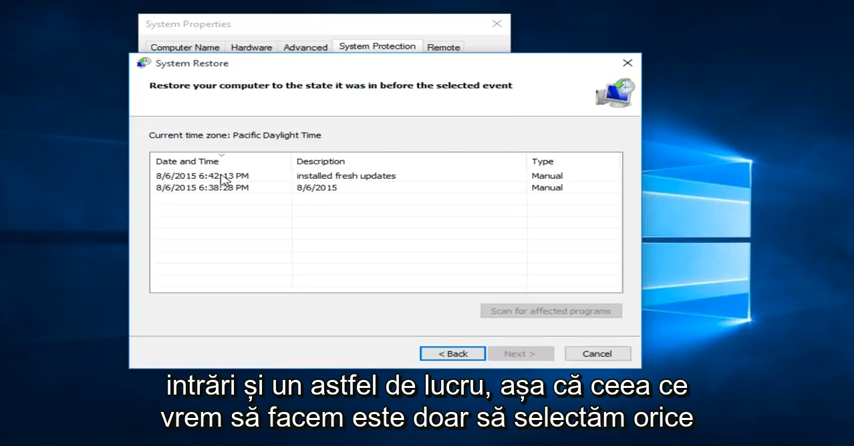 System Properties
Computer Name Hardware Advanced System Protection Remote
System Restore
Restore your computer to the state it was in before the selected event
Current time zone: Pacific Daylight Time
Date and Time Description Type
8/6/2015 6:42:13 PM installed fresh updates Manual
8/6/2015 6:38:28 PM 8/6/2015 Manual
Scan for affected programs
< Back Next > Cancel
intrări și un astfel de lucru, așa că ceea ce
vrem să facem este doar să selectăm orice